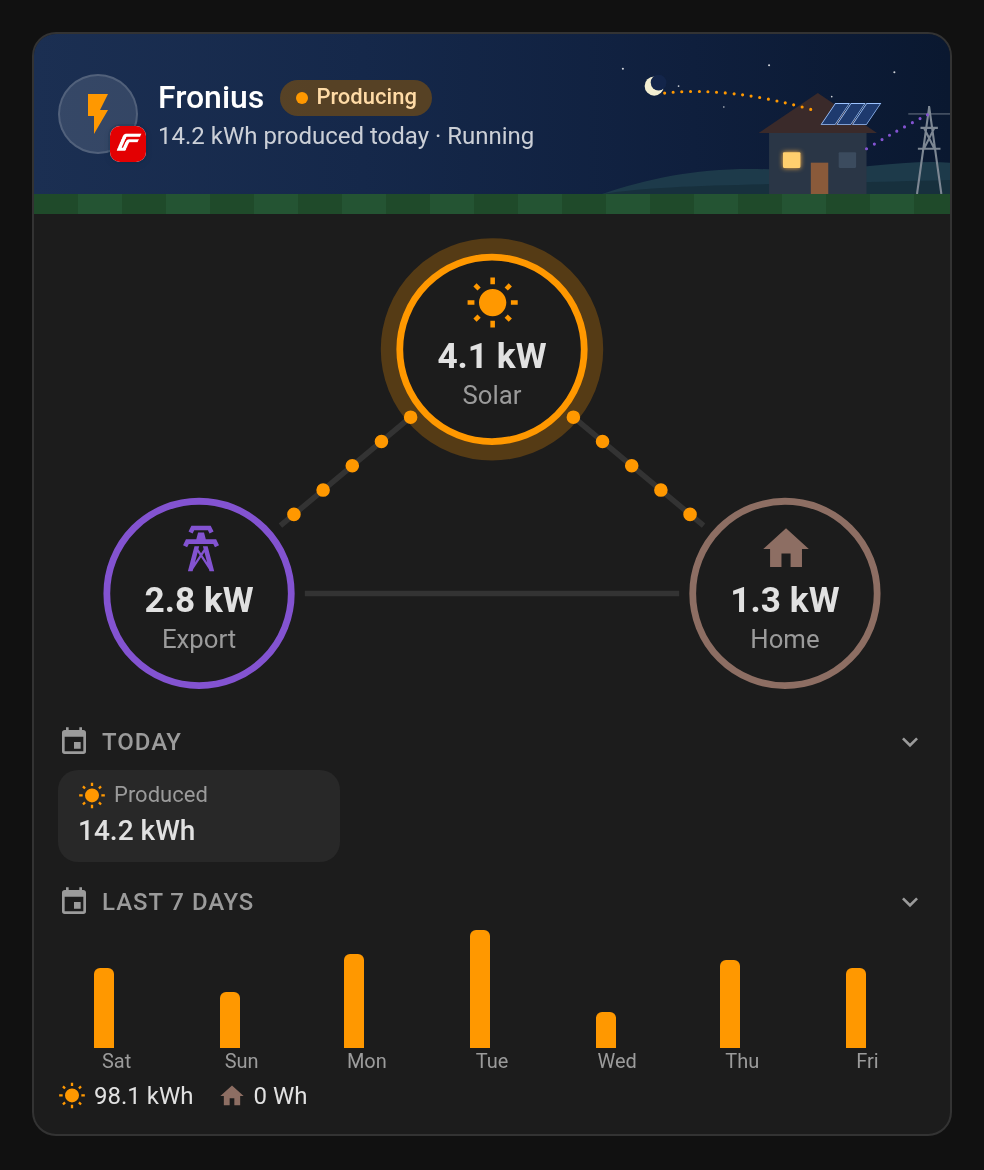 Fronius
Producing
14.2 kWh produced today · Running
4.1 kW
Solar
2.8 kW
Export
1.3 kW
Home
TODAY
Produced
14.2 kWh
LAST 7 DAYS
Sat Sun Mon Tue Wed Thu Fri
98.1 kWh 0 Wh